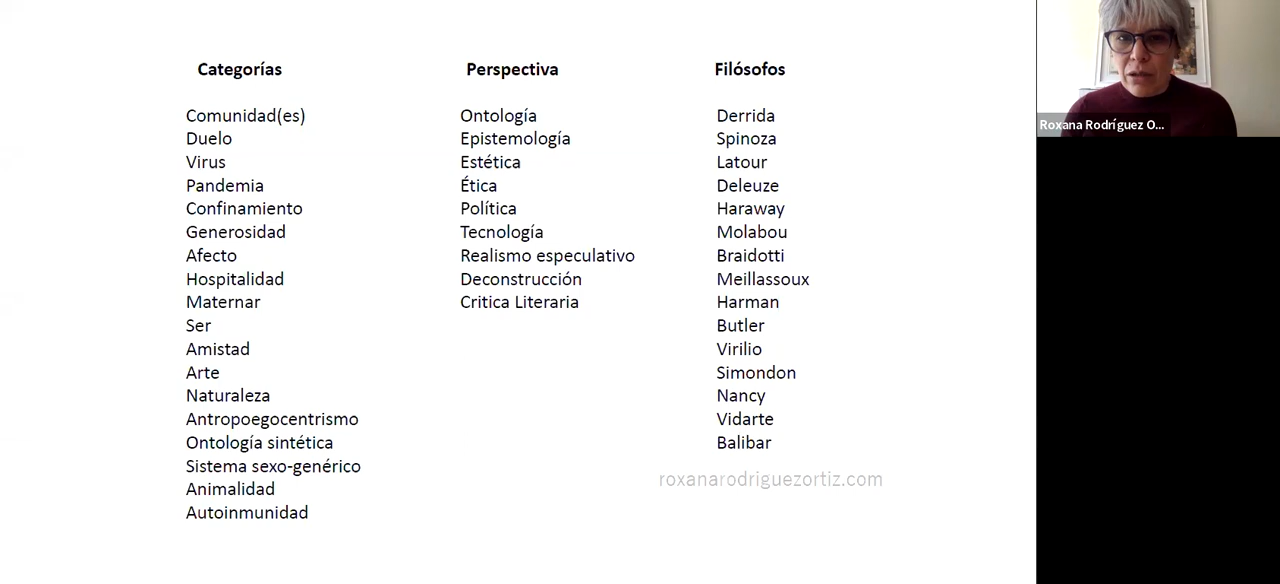 Categorías
Comunidad(es)
Duelo
Virus
Pandemia
Confinamiento
Generosidad
Afecto
Hospitalidad
Maternar
Ser
Amistad
Arte
Naturaleza
Antropoegocentrismo
Ontología sintética
Sistema sexo-genérico
Animalidad
Autoinmunidad
Perspectiva
Ontología
Epistemología
Estética
Ética
Política
Tecnología
Realismo especulativo
Deconstrucción
Critica Literaria
Filósofos
Derrida
Spinoza
Latour
Deleuze
Haraway
Molabou
Braidotti
Meillassoux
Harman
Butler
Virilio
Simondon
Nancy
Vidarte
Balibar
roxanarodriguezortiz.com
Roxana Rodríguez O...